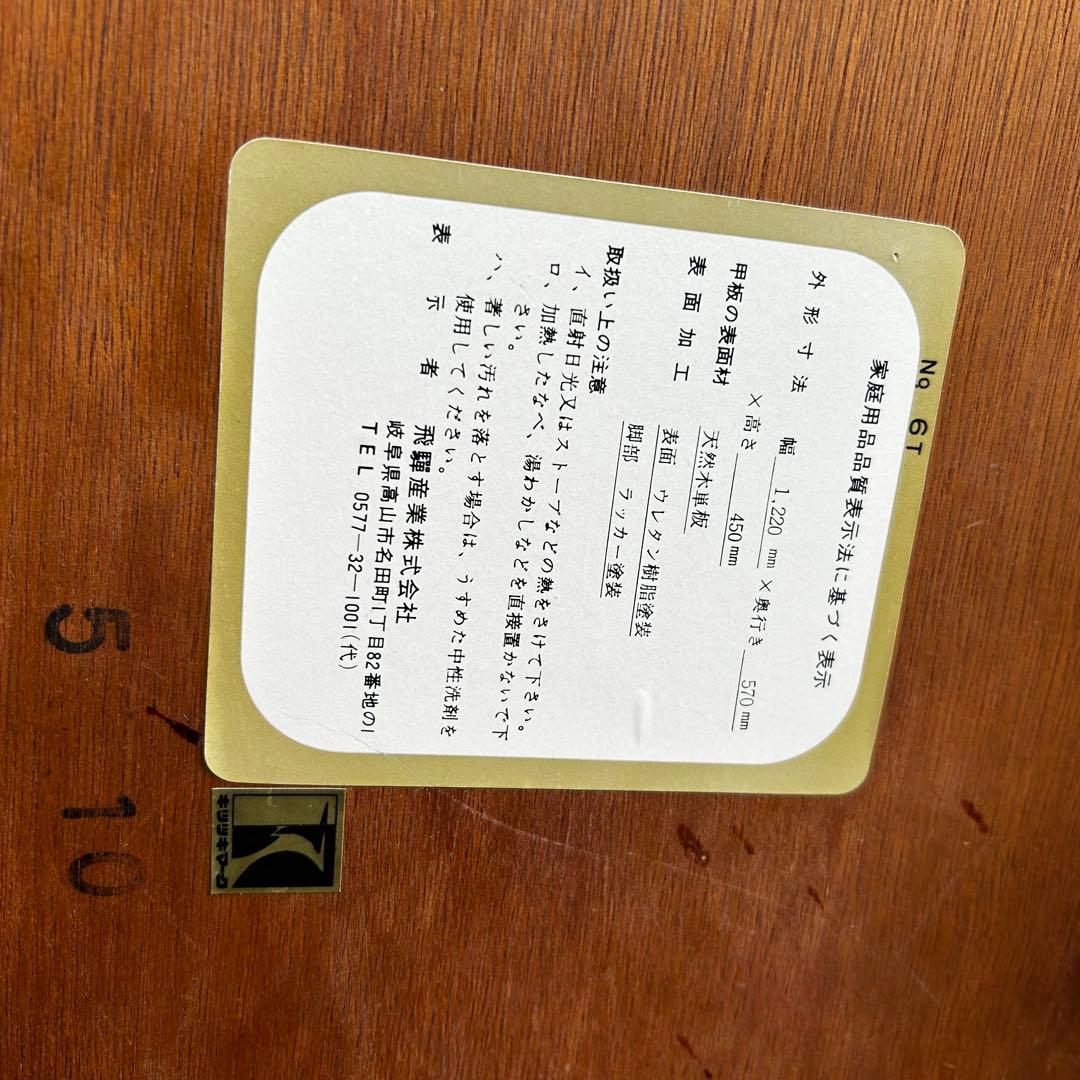 No 6T
家庭用品品質表示法に基づく表示
外形寸法 幅 1,220 mm × 奥行き 570 mm
× 高さ 450 mm
甲板の表面材 天然木単板
表面加工 表面 ウレタン樹脂塗装
脚部 ラッカー塗装
取扱い上の注意
イ、直射日光又はストーブなどの熱をさけて下さい。
ロ、加熱したなべ、湯わかしなどを直接置かないで下
さい。
ハ、著しい汚れを落とす場合は、うすめた中性洗剤を
使用してください。
表示者 飛驒産業株式会社
岐阜県高山市名田町1丁目82番地の1
TEL 0577-32-1001(代)
キツツキマーク
5 10